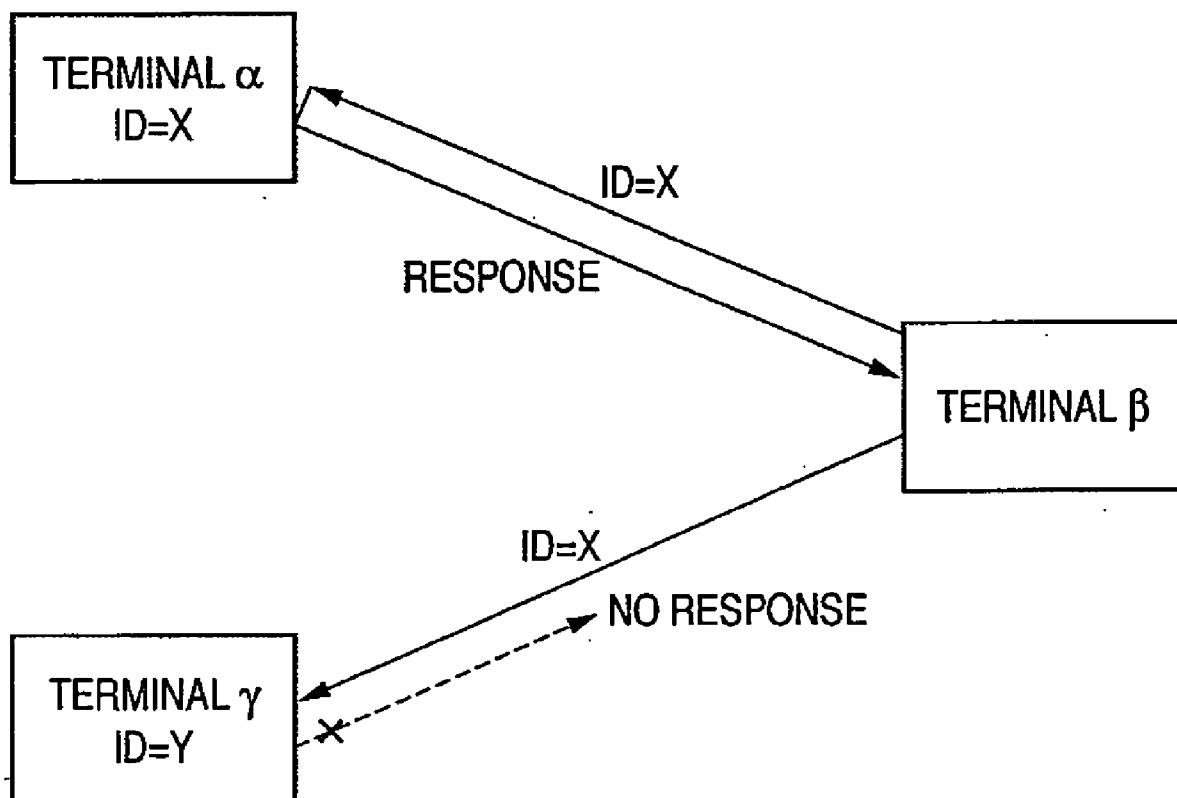 TERMINAL α
ID=X
ID=X
RESPONSE
TERMINAL β
ID=X
NO RESPONSE
TERMINAL γ
ID=Y